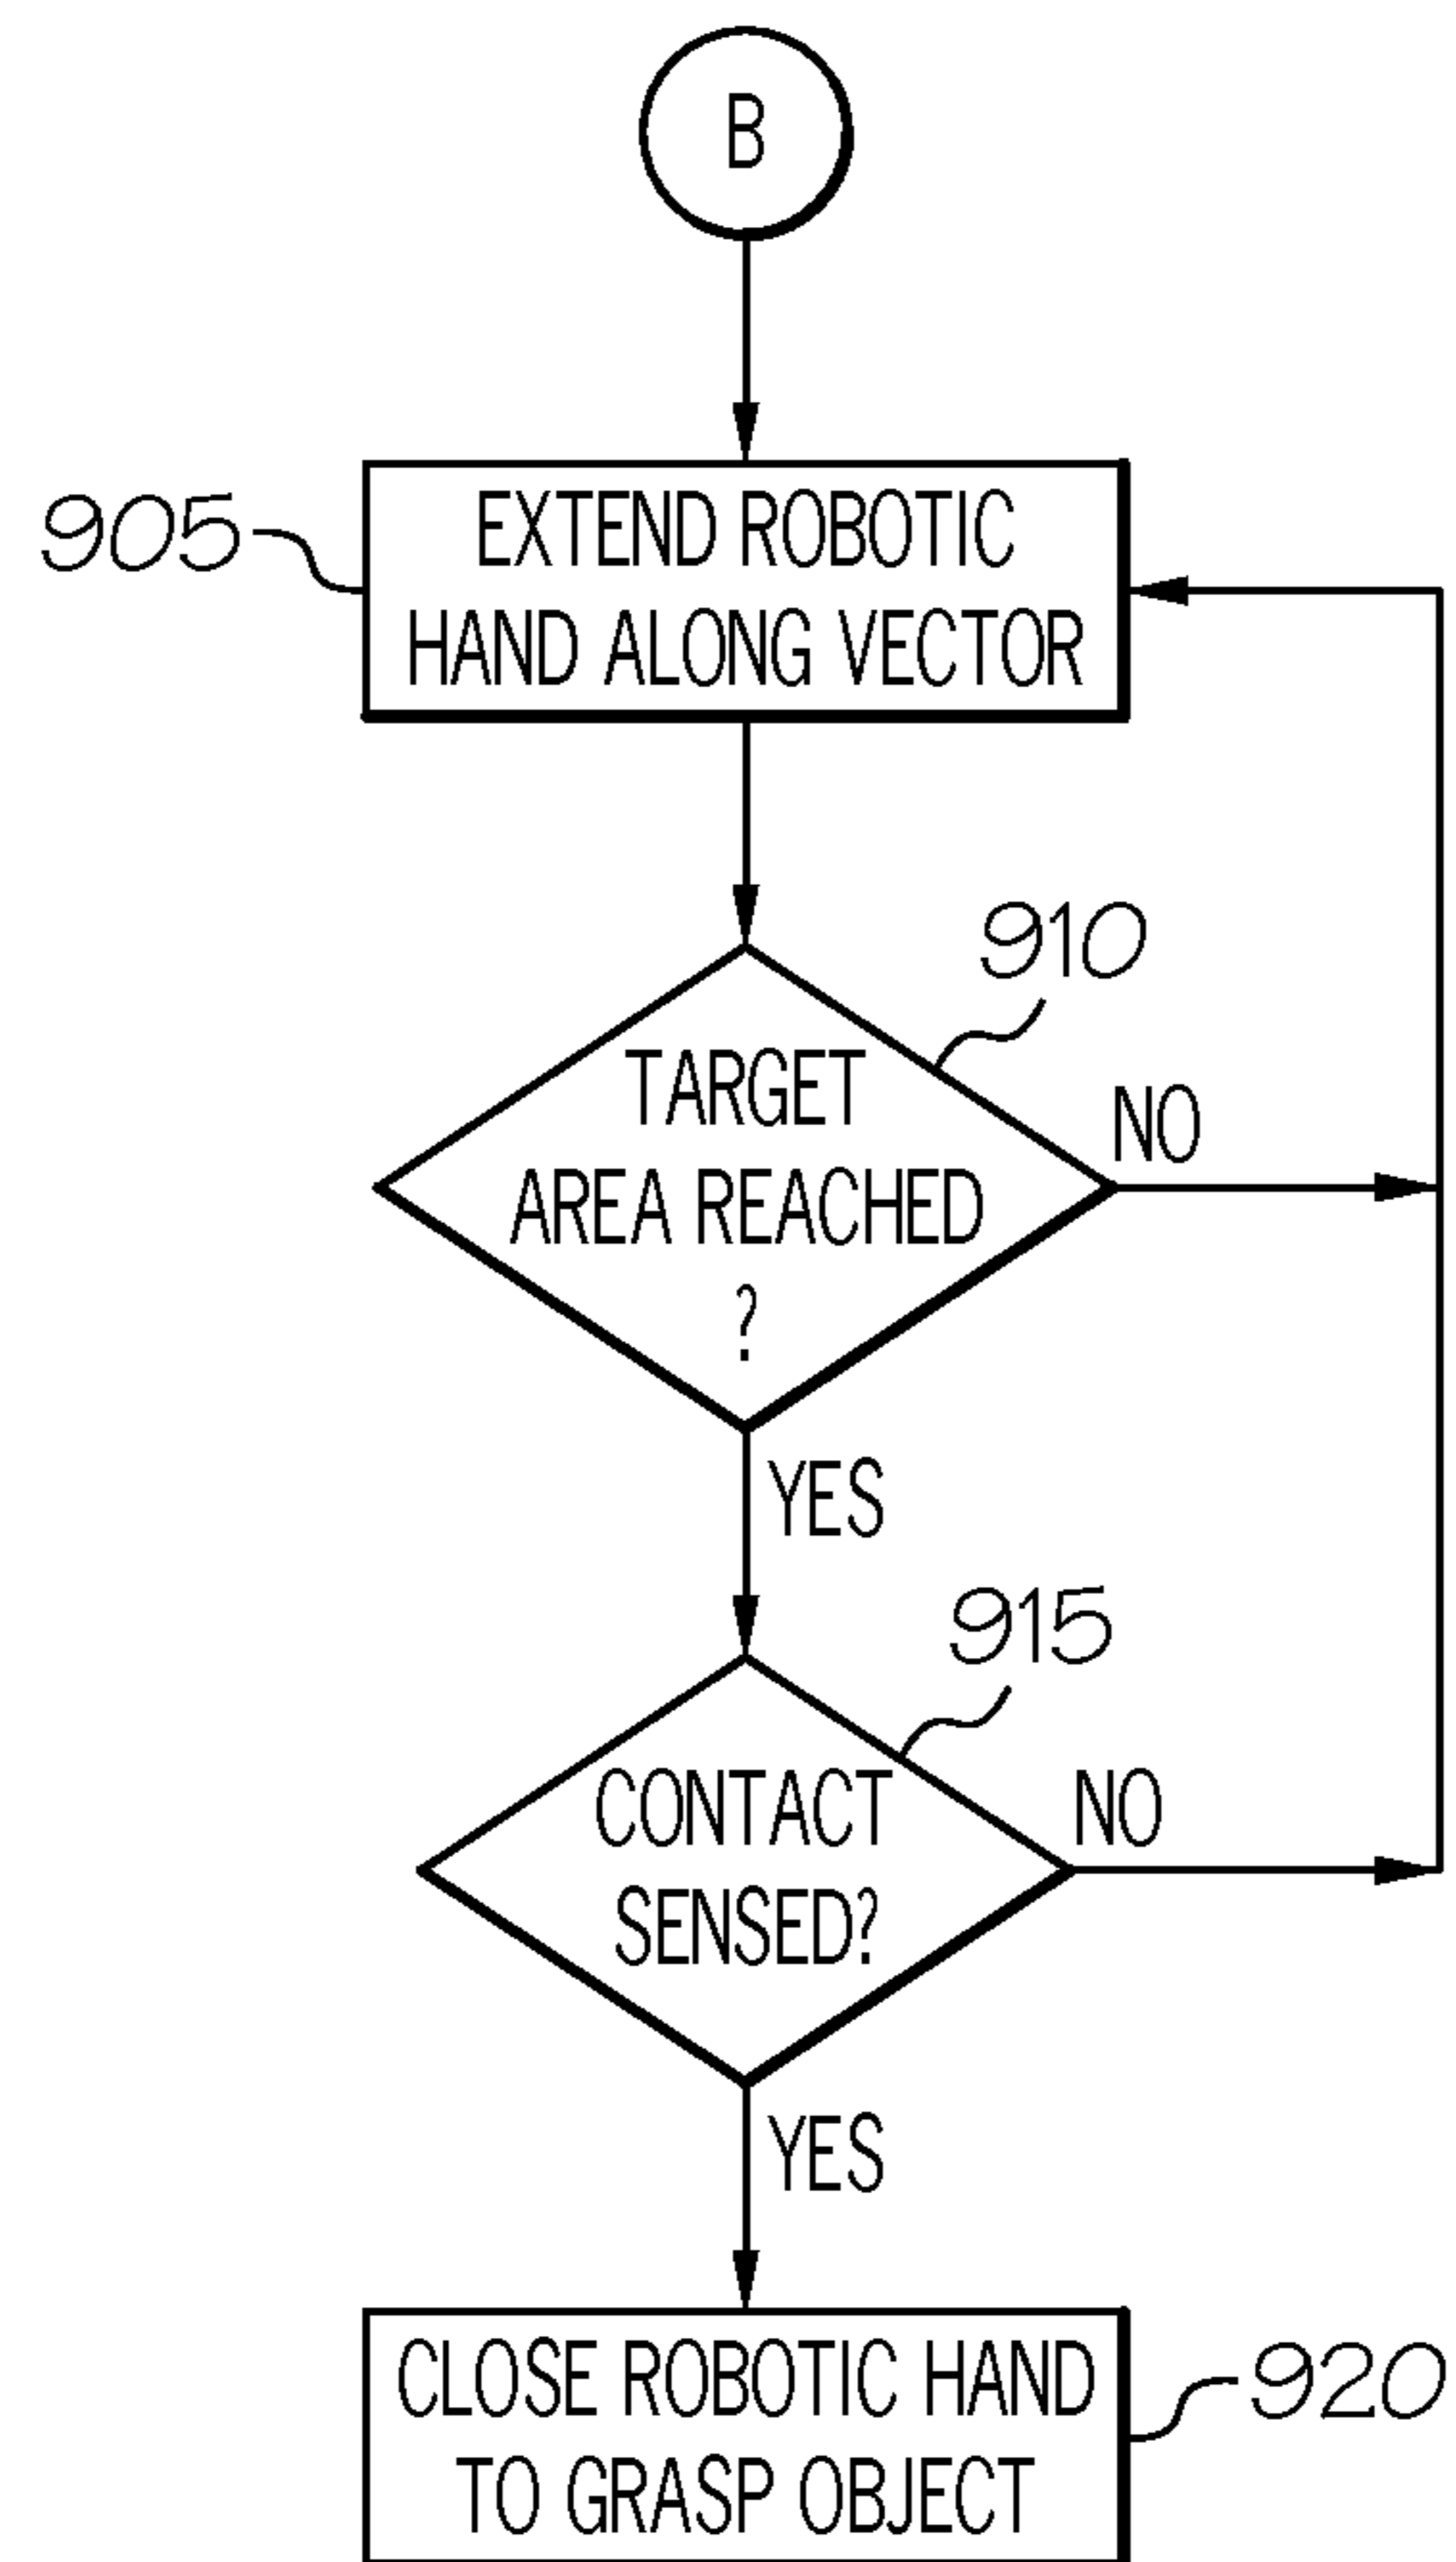 B
905
EXTEND ROBOTIC
HAND ALONG VECTOR
910
TARGET
AREA REACHED
?
NO
YES
915
CONTACT
SENSED?
NO
YES
CLOSE ROBOTIC HAND
TO GRASP OBJECT
920